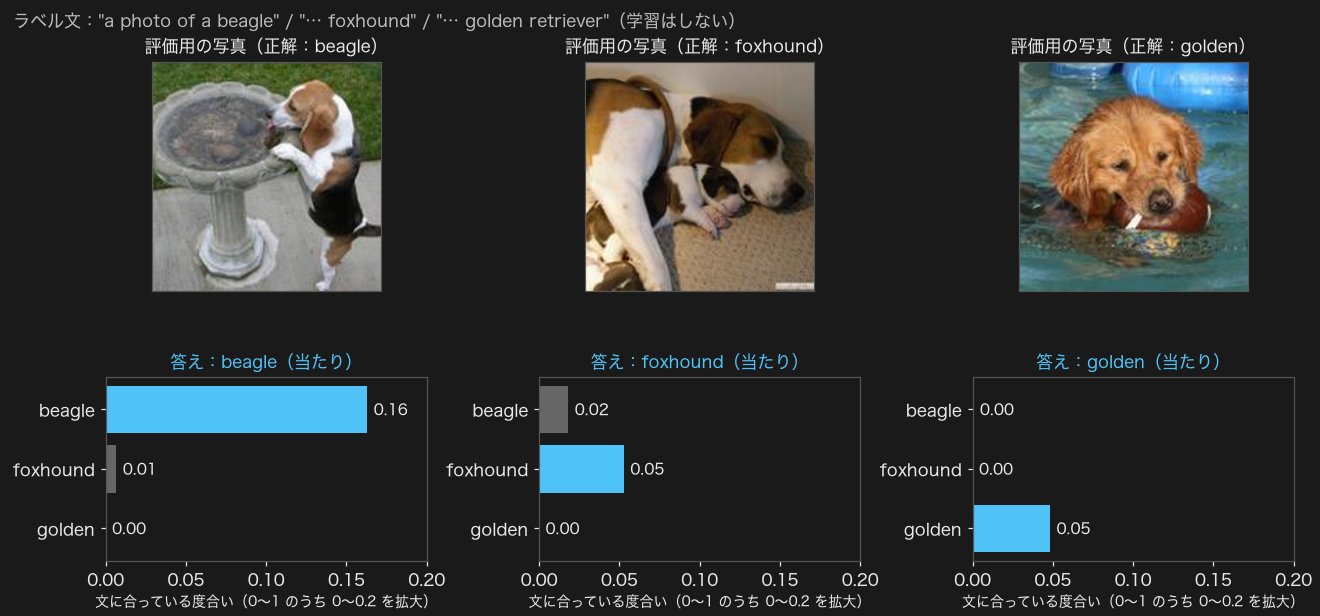 ラベル文："a photo of a beagle" / "… foxhound" / "… golden retriever"（学習はしない）
評価用の写真（正解：beagle）
評価用の写真（正解：foxhound）
評価用の写真（正解：golden）
答え：beagle（当たり）
beagle
0.16
foxhound
0.01
golden
0.00
0.00 0.05 0.10 0.15 0.20
文に合っている度合い（0〜1 のうち 0〜0.2 を拡大）
答え：foxhound（当たり）
beagle
0.02
foxhound
0.05
golden
0.00
0.00 0.05 0.10 0.15 0.20
文に合っている度合い（0〜1 のうち 0〜0.2 を拡大）
答え：golden（当たり）
beagle
0.00
foxhound
0.00
golden
0.05
0.00 0.05 0.10 0.15 0.20
文に合っている度合い（0〜1 のうち 0〜0.2 を拡大）